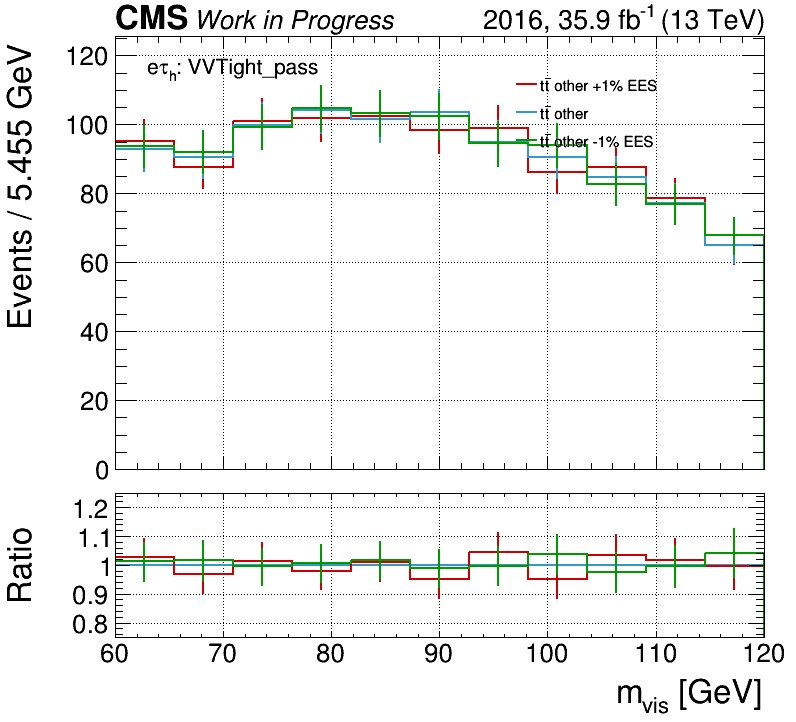 CMS Work in Progress 2016, 35.9 fb⁻¹ (13 TeV)
eτₕ: VVTight_pass
tt̄ other +1% EES
tt̄ other
tt̄ other -1% EES
Events / 5.455 GeV
120
100
80
60
40
20
0
Ratio
1.2
1.1
1
0.9
0.8
60 70 80 90 100 110 120
m_vis [GeV]